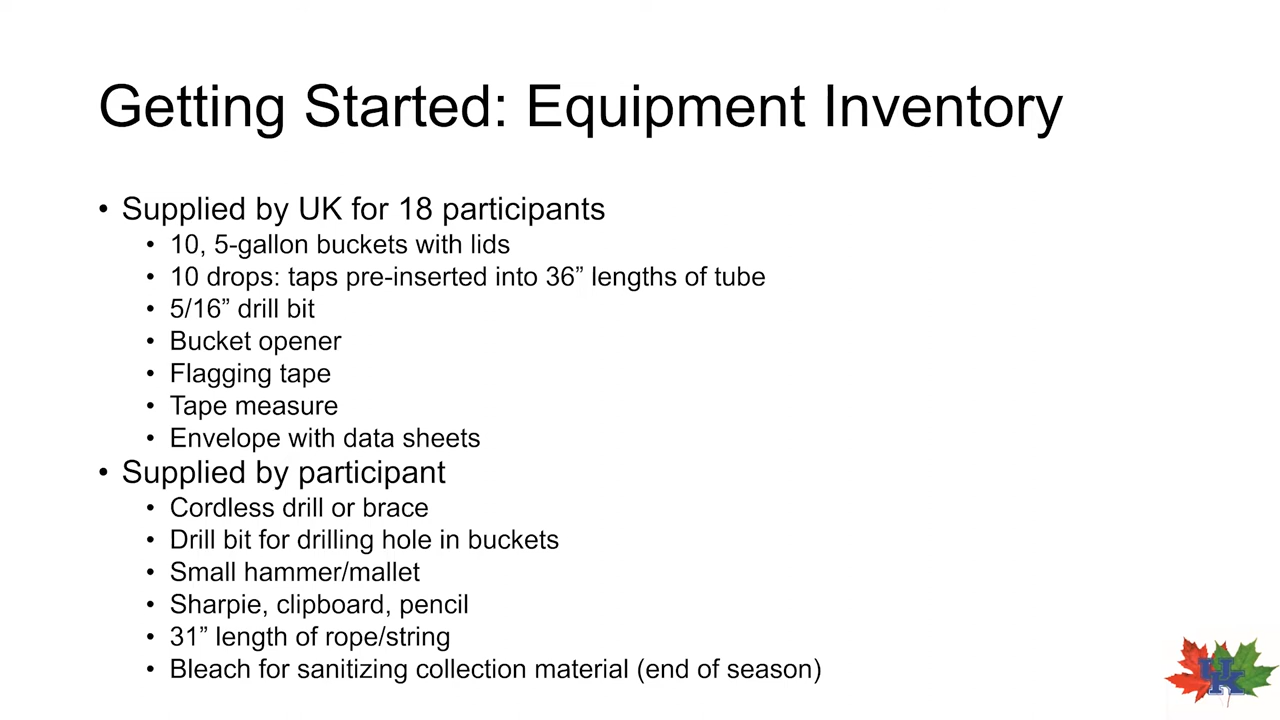 Getting Started: Equipment Inventory
• Supplied by UK for 18 participants
• 10, 5-gallon buckets with lids
• 10 drops: taps pre-inserted into 36” lengths of tube
• 5/16” drill bit
• Bucket opener
• Flagging tape
• Tape measure
• Envelope with data sheets
• Supplied by participant
• Cordless drill or brace
• Drill bit for drilling hole in buckets
• Small hammer/mallet
• Sharpie, clipboard, pencil
• 31” length of rope/string
• Bleach for sanitizing collection material (end of season)
UK